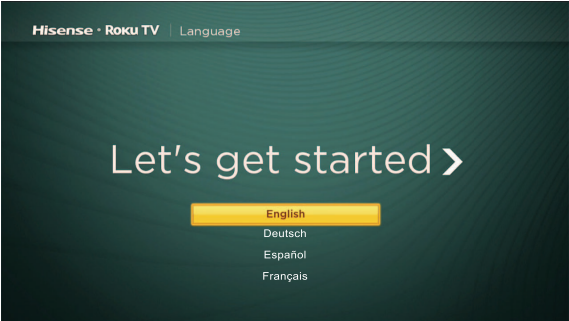 Hisense • Roku TV | Language
Let's get started
English
Deutsch
Español
Français